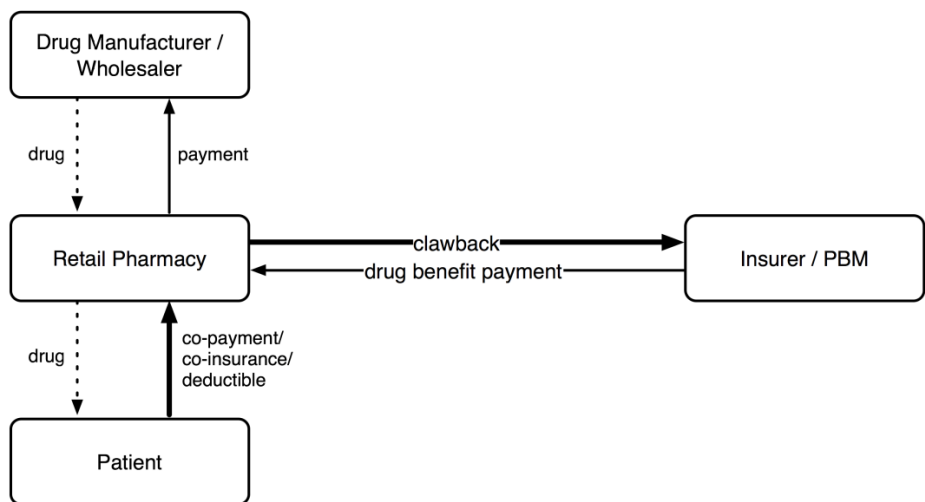 Drug Manufacturer /
Wholesaler
drug
payment
Retail Pharmacy
clawback
drug benefit payment
Insurer / PBM
drug
co-payment/
co-insurance/
deductible
Patient